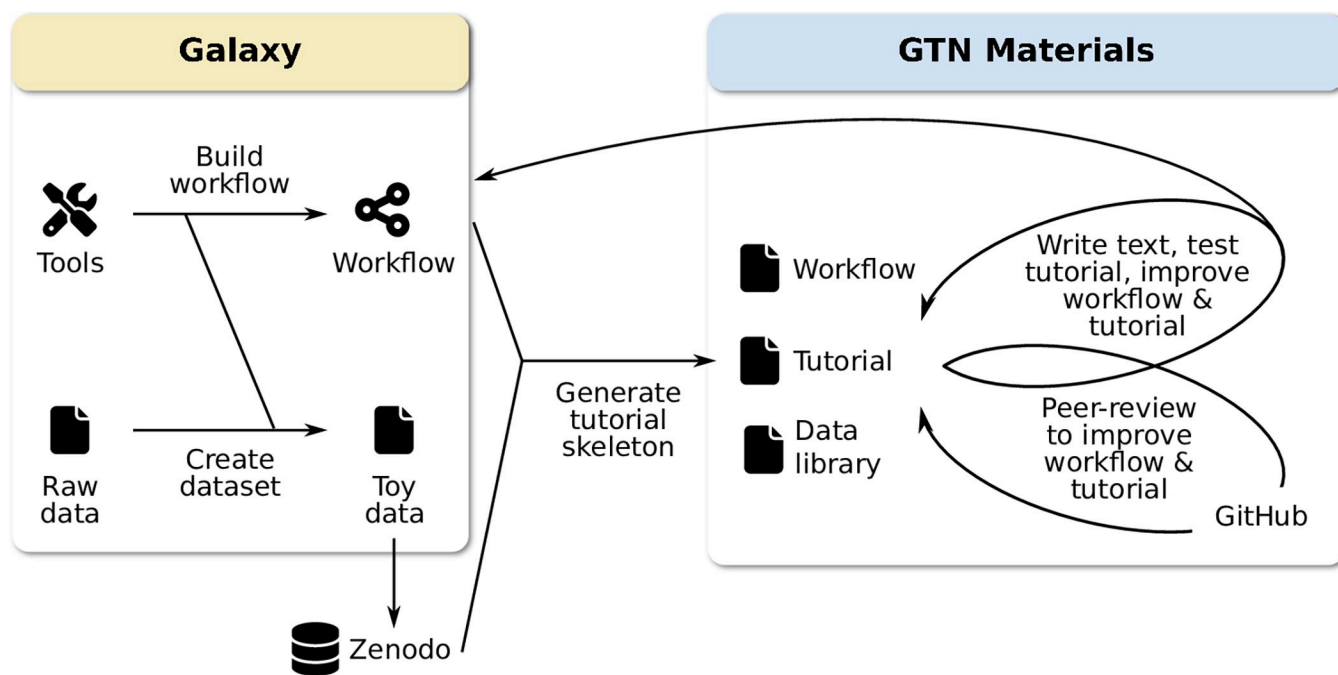 Galaxy
Build
workflow
Tools
Workflow
Create
dataset
Raw
data
Toy
data
Zenodo
Generate
tutorial
skeleton
GTN Materials
Workflow
Tutorial
Data
library
Write text, test
tutorial, improve
workflow &
tutorial
Peer-review
to improve
workflow &
tutorial
GitHub